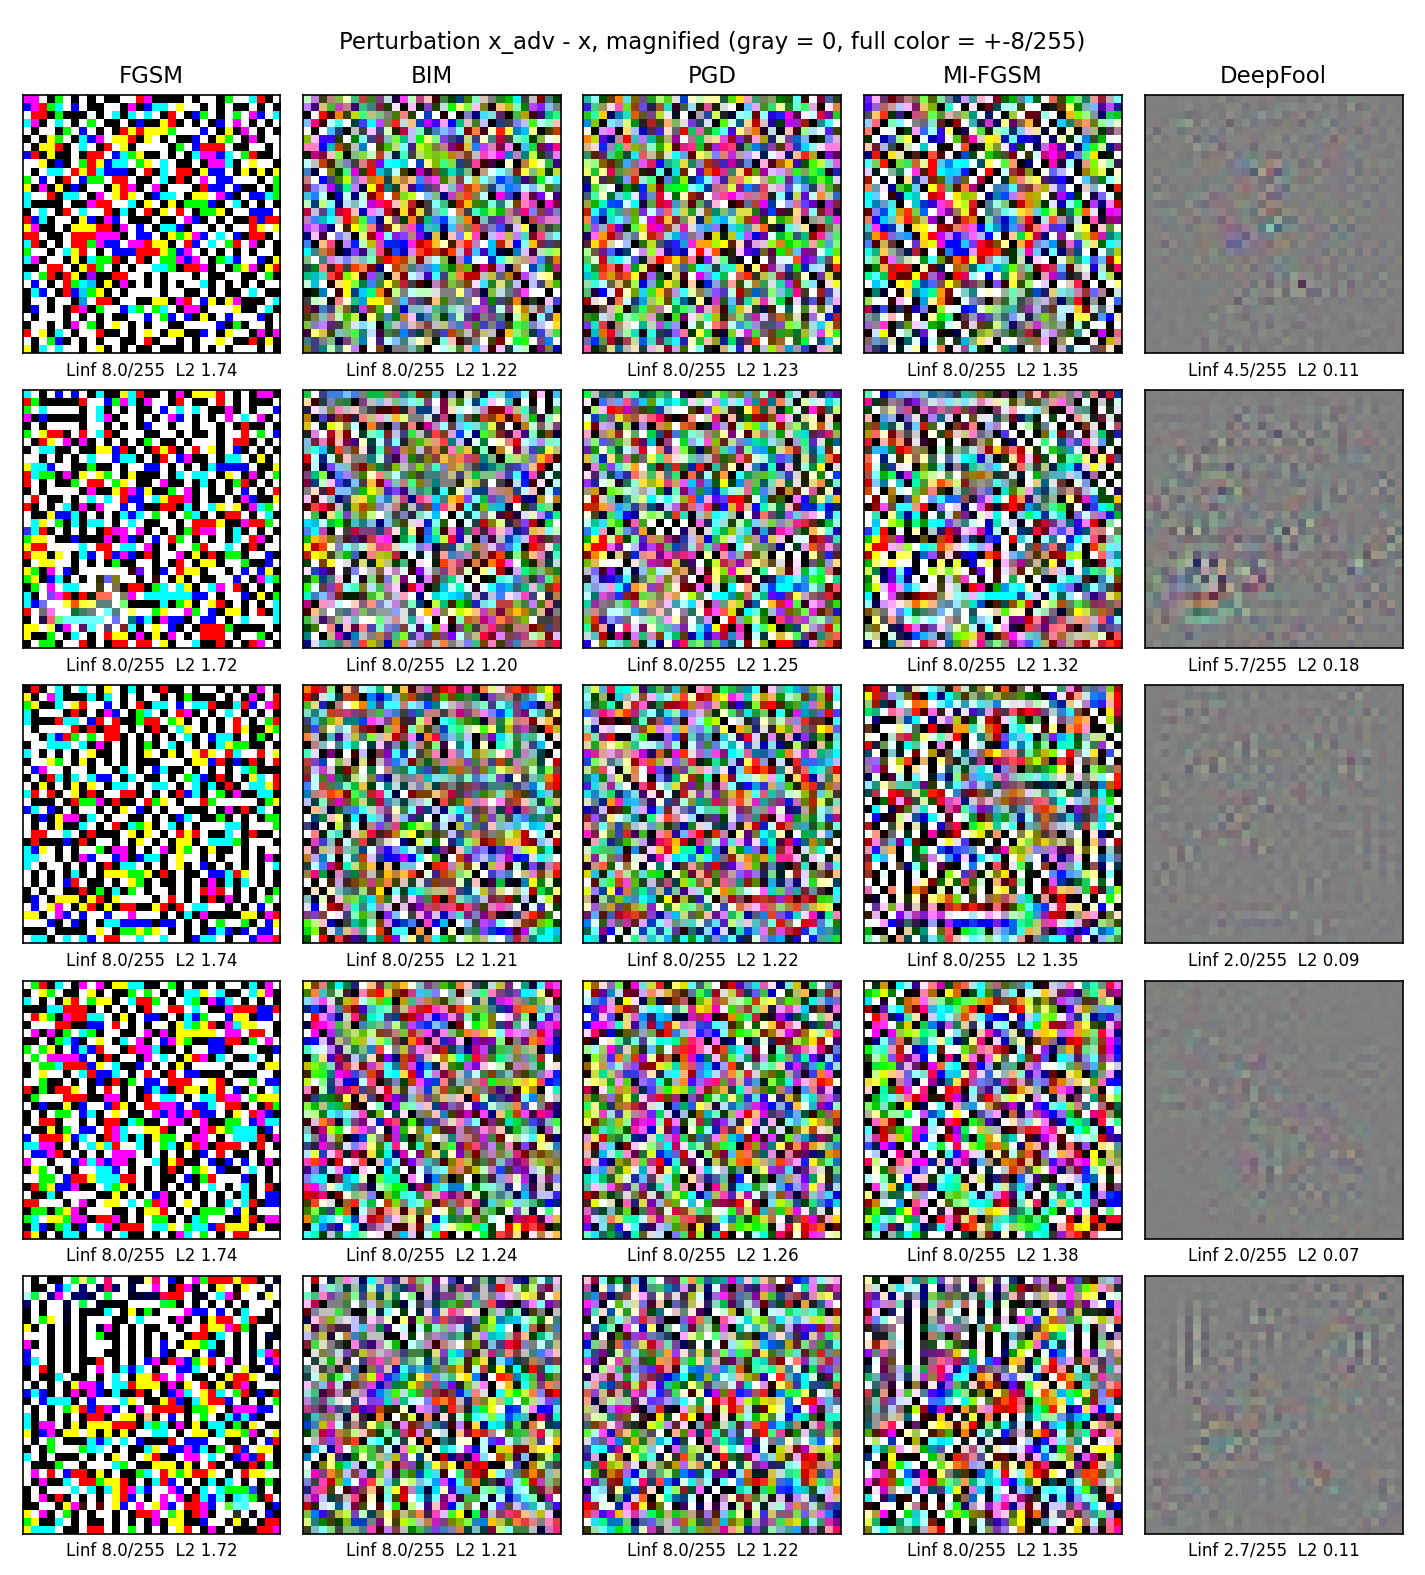 Perturbation x_adv - x, magnified (gray = 0, full color = +-8/255)
FGSM BIM PGD MI-FGSM DeepFool
Linf 8.0/255 L2 1.74 Linf 8.0/255 L2 1.22 Linf 8.0/255 L2 1.23 Linf 8.0/255 L2 1.35 Linf 4.5/255 L2 0.11
Linf 8.0/255 L2 1.72 Linf 8.0/255 L2 1.20 Linf 8.0/255 L2 1.25 Linf 8.0/255 L2 1.32 Linf 5.7/255 L2 0.18
Linf 8.0/255 L2 1.74 Linf 8.0/255 L2 1.21 Linf 8.0/255 L2 1.22 Linf 8.0/255 L2 1.35 Linf 2.0/255 L2 0.09
Linf 8.0/255 L2 1.74 Linf 8.0/255 L2 1.24 Linf 8.0/255 L2 1.26 Linf 8.0/255 L2 1.38 Linf 2.0/255 L2 0.07
Linf 8.0/255 L2 1.72 Linf 8.0/255 L2 1.21 Linf 8.0/255 L2 1.22 Linf 8.0/255 L2 1.35 Linf 2.7/255 L2 0.11